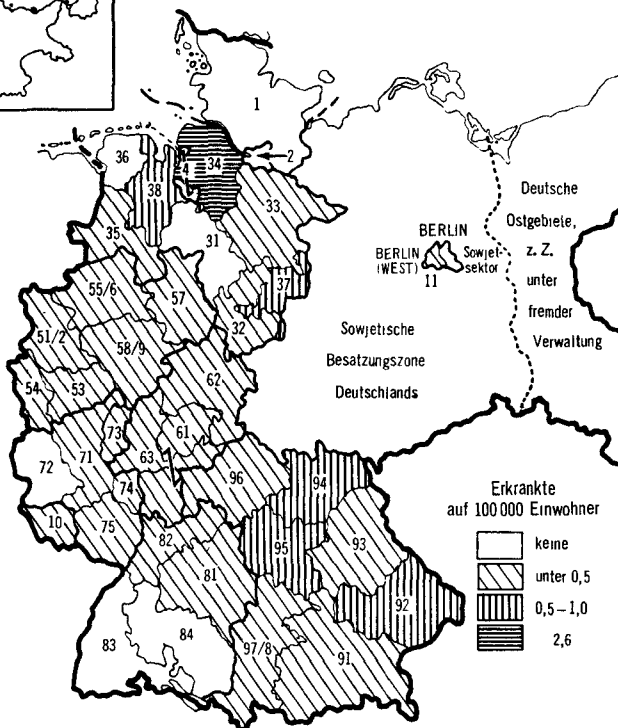 1
36
4
34
2
38
33
35
31
37
55/6
57
32
51/2
58/9
54
53
62
73
61
72
71
63
74
96
94
10
75
82
95
93
81
92
83
84
97/8
91
Deutsche
Ostgebiete,
z. Z.
unter
fremder
Verwaltung
BERLIN
BERLIN
(WEST)
Sowjet-
sektor
11
Sowjetische
Besatzungszone
Deutschlands
Erkrankte
auf 100 000 Einwohner
keine
unter 0,5
0,5–1,0
2,6